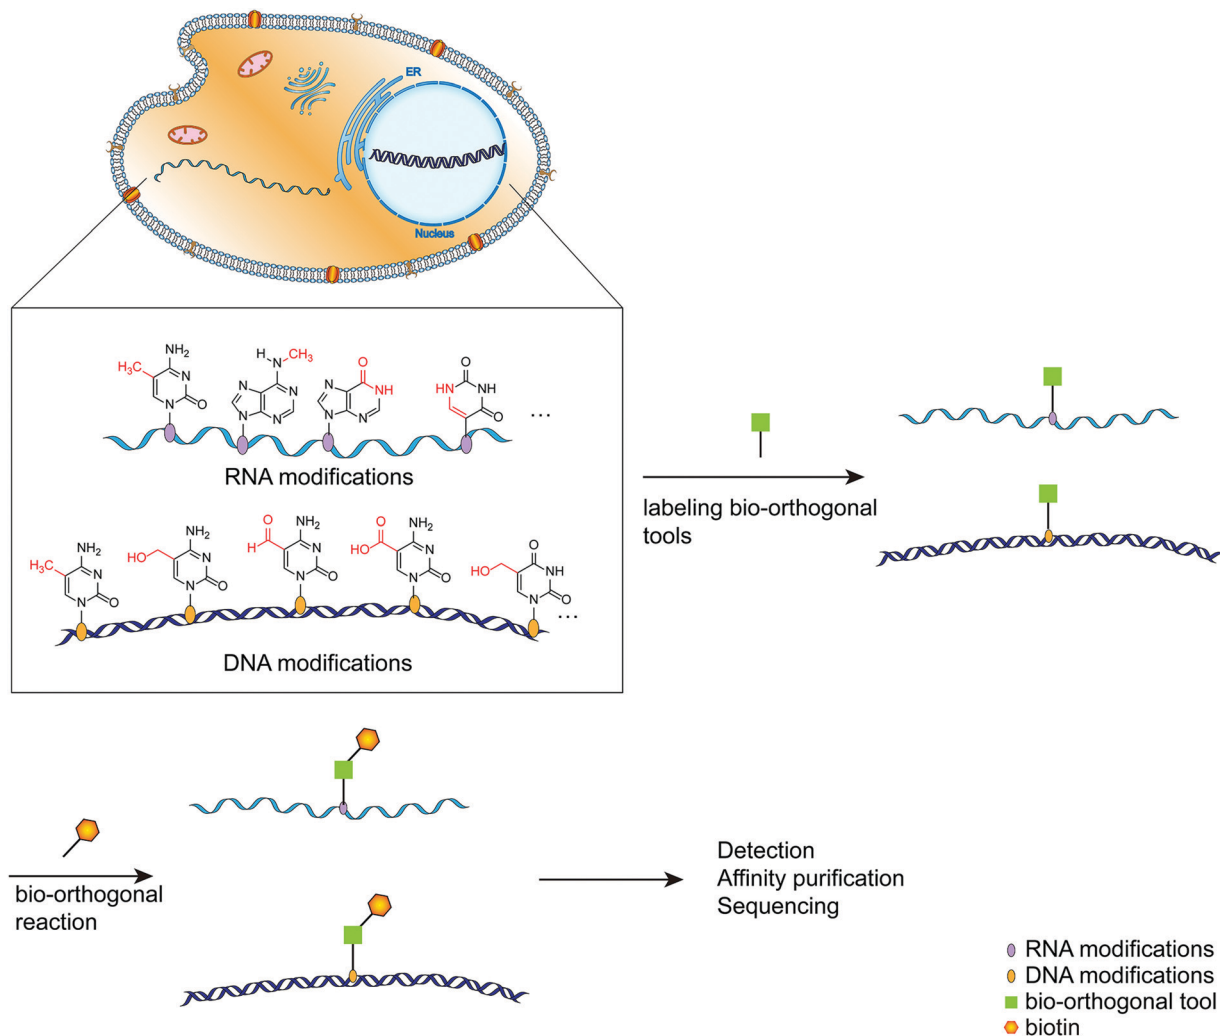 ER
Nucleus
NH₂
H₃C
N
N
O
H
N
CH₃
N
N
N
N
O
N
NH
N
N
O
HN
NH
O
...
RNA modifications
NH₂
H₃C
N
N
O
NH₂
HO
N
N
O
O
NH₂
H
N
N
O
O
NH₂
HO
N
N
O
O
HO
NH
N
O
...
DNA modifications
labeling bio-orthogonal
tools
bio-orthogonal
reaction
Detection
Affinity purification
Sequencing
RNA modifications
DNA modifications
bio-orthogonal tool
biotin